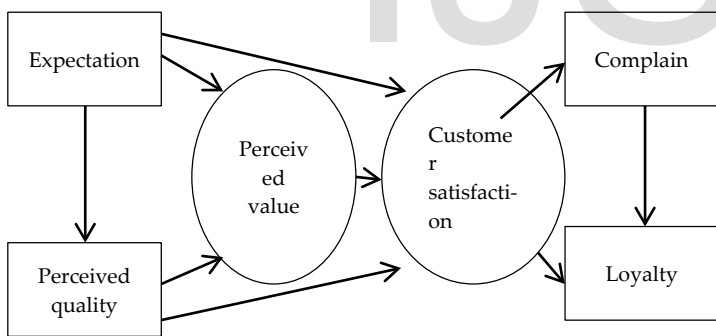 Expectation
Complain
Perceiv
ed
value
Custome
r
satisfacti-
on
Perceived
quality
Loyalty